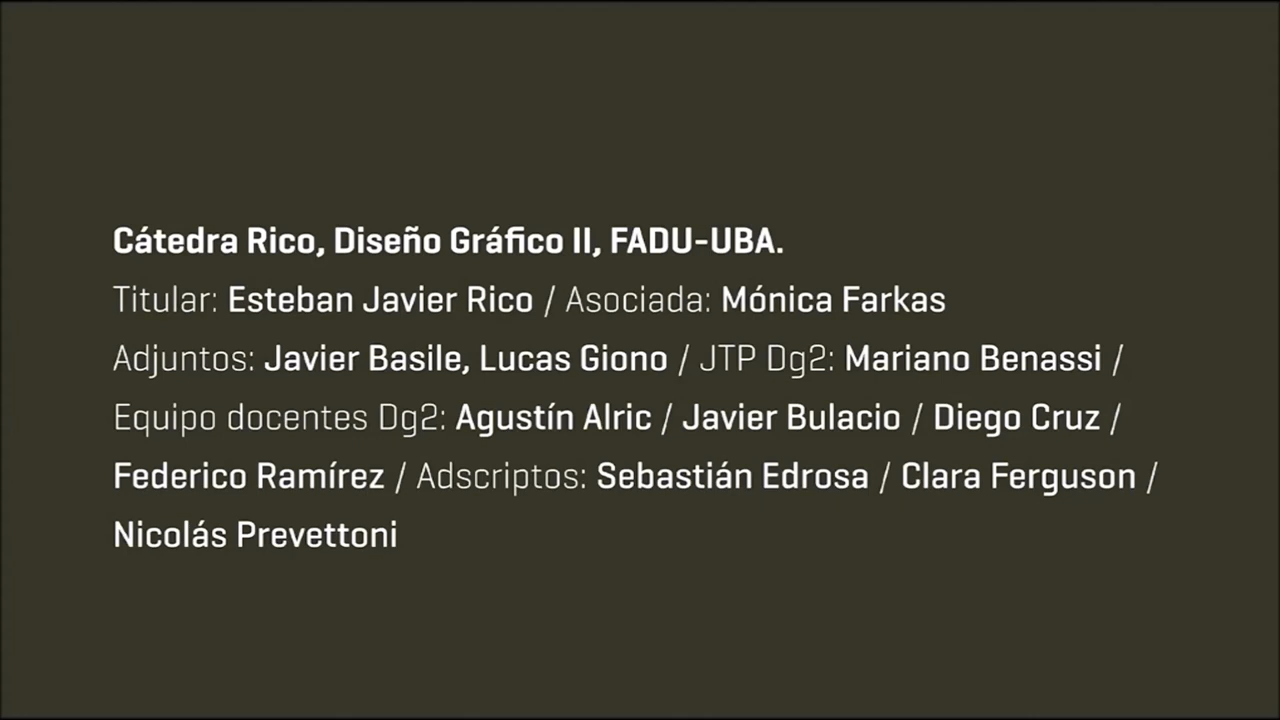 Cátedra Rico, Diseño Gráfico II, FADU-UBA.
Titular: Esteban Javier Rico / Asociada: Mónica Farkas
Adjuntos: Javier Basile, Lucas Giono / JTP Dg2: Mariano Benassi /
Equipo docentes Dg2: Agustín Alric / Javier Bulacio / Diego Cruz /
Federico Ramírez / Adscriptos: Sebastián Edrosa / Clara Ferguson /
Nicolás Prevettoni